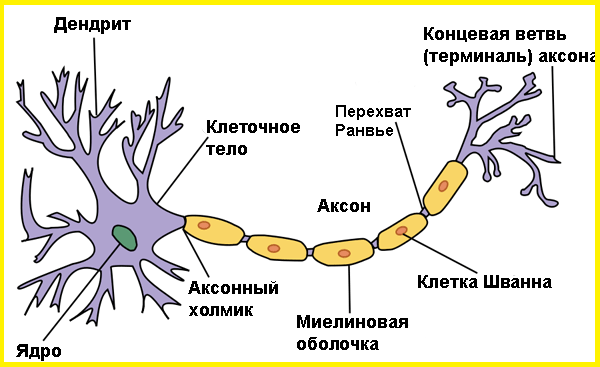 Дендрит
Концевая ветвь
(терминаль) аксона
Клеточное
тело
Перехват
Ранвье
Аксон
Аксонный
холмик
Клетка Шванна
Миелиновая
оболочка
Ядро